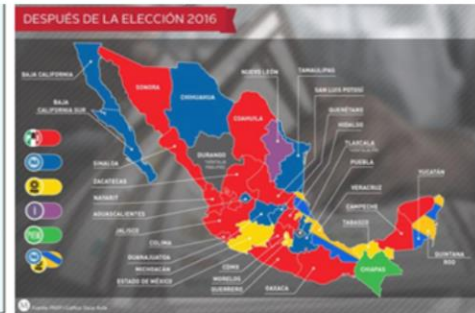 DESPUÉS DE LA ELECCIÓN 2016
BAJA CALIFORNIA
SONORA
CHIHUAHUA
NUEVO LEÓN
TAMAULIPAS
SAN LUIS POTOSÍ
BAJA
CALIFORNIA SUR
COAHUILA
QUERÉTARO
HIDALGO
TLAXCALA
PUEBLA
SINALOA
DURANGO
ZACATECAS
NAYARIT
AGUASCALIENTES
VERACRUZ
YUCATÁN
CAMPECHE
TABASCO
JALISCO
COLIMA
GUANAJUATO
MICHOACÁN
ESTADO DE MÉXICO
CDMX
MORELOS
GUERRERO
OAXACA
CHIAPAS
QUINTANA
ROO